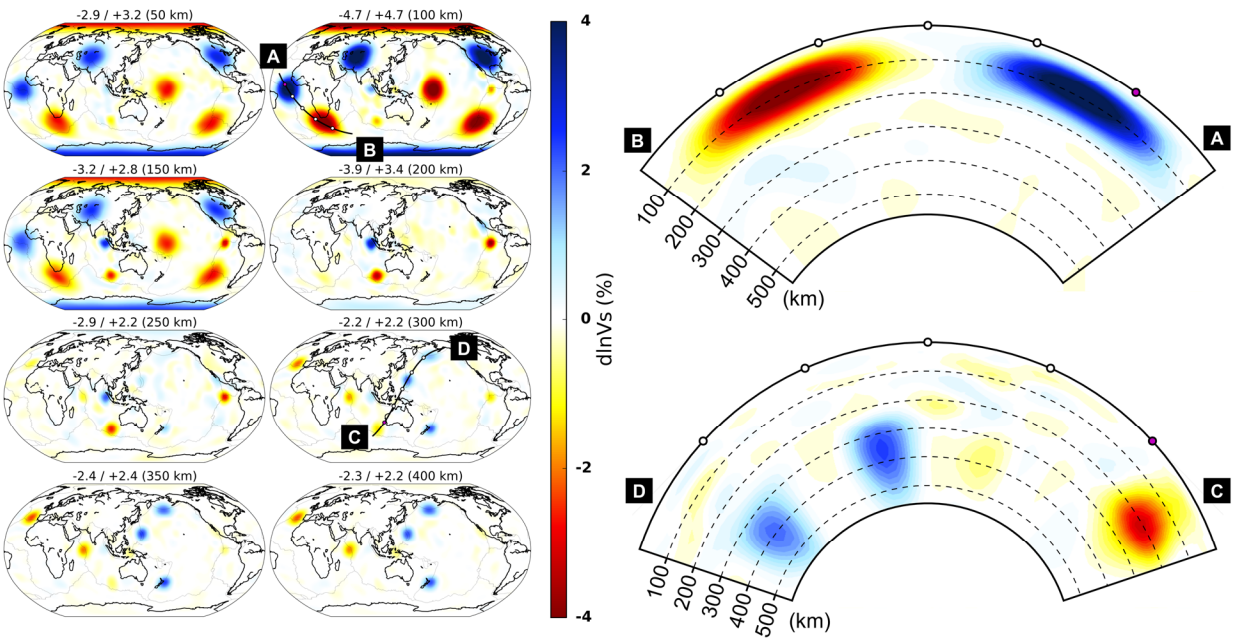 -2.9 / +3.2 (50 km)
-4.7 / +4.7 (100 km)
A
B
-3.2 / +2.8 (150 km)
-3.9 / +3.4 (200 km)
-2.9 / +2.2 (250 km)
-2.2 / +2.2 (300 km)
D
C
-2.4 / +2.4 (350 km)
-2.3 / +2.2 (400 km)
4
2
0
-2
-4
dlnVs (%)
B
A
100
200
300
400
500
(km)
D
C
100
200
300
400
500
(km)